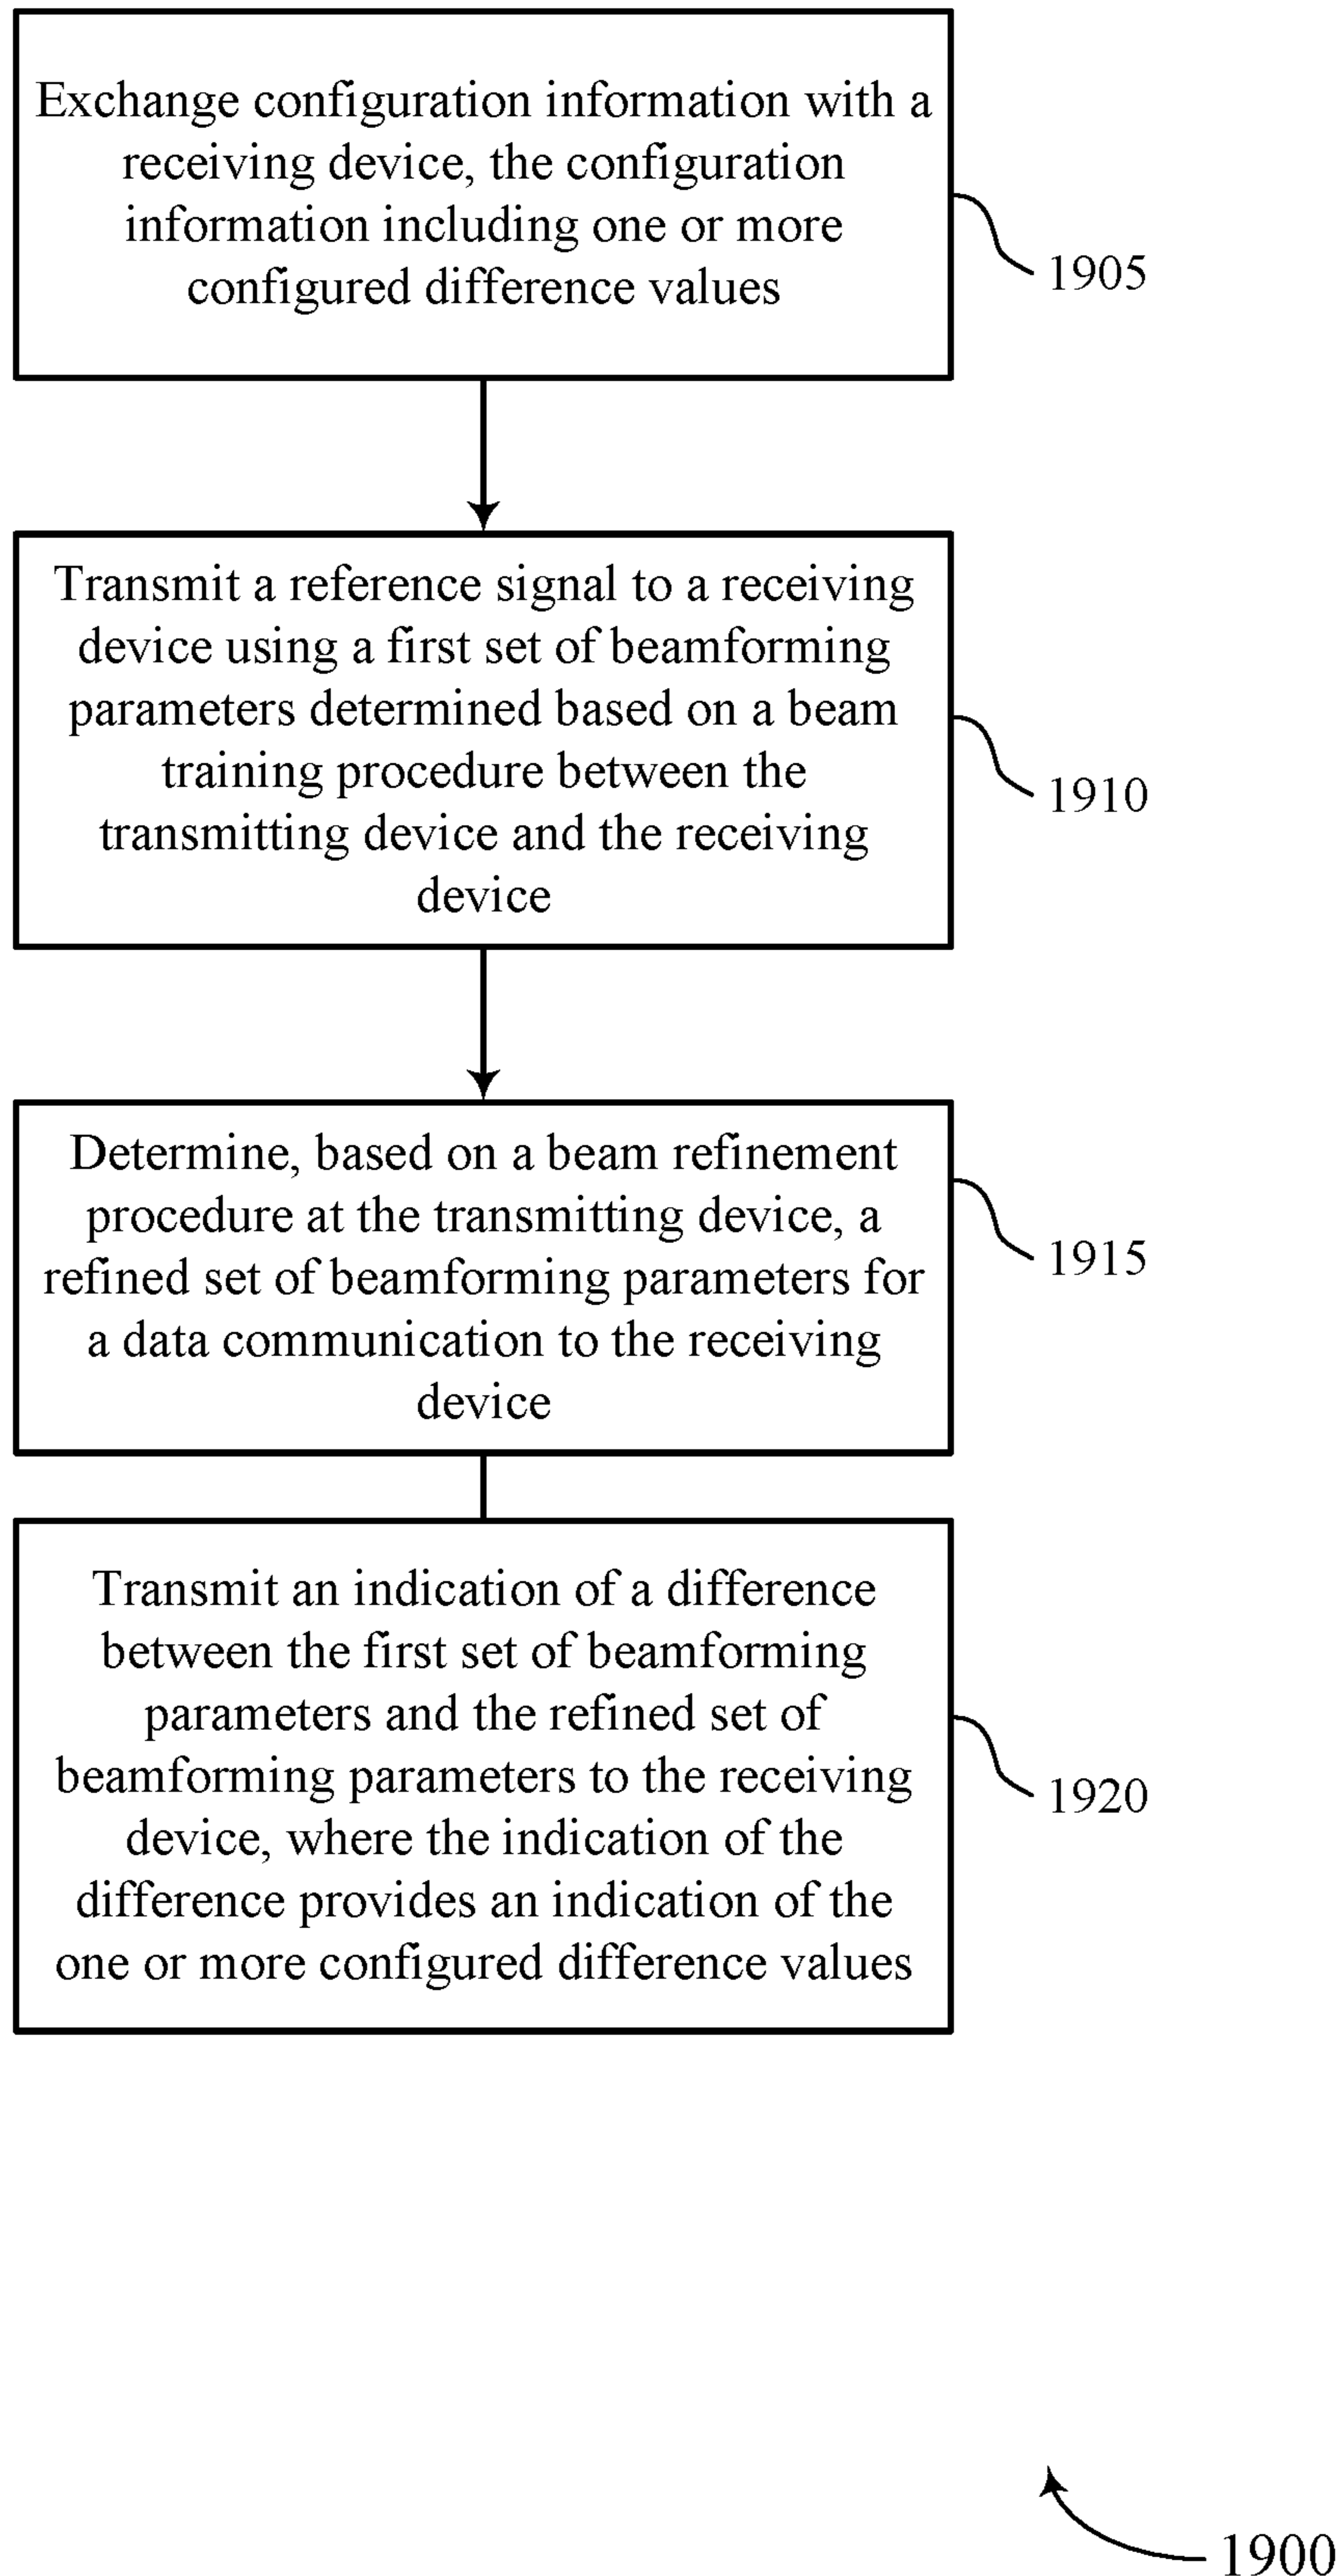 Exchange configuration information with a
receiving device, the configuration
information including one or more
configured difference values
1905
Transmit a reference signal to a receiving
device using a first set of beamforming
parameters determined based on a beam
training procedure between the
transmitting device and the receiving
device
1910
Determine, based on a beam refinement
procedure at the transmitting device, a
refined set of beamforming parameters for
a data communication to the receiving
device
1915
Transmit an indication of a difference
between the first set of beamforming
parameters and the refined set of
beamforming parameters to the receiving
device, where the indication of the
difference provides an indication of the
one or more configured difference values
1920
1900